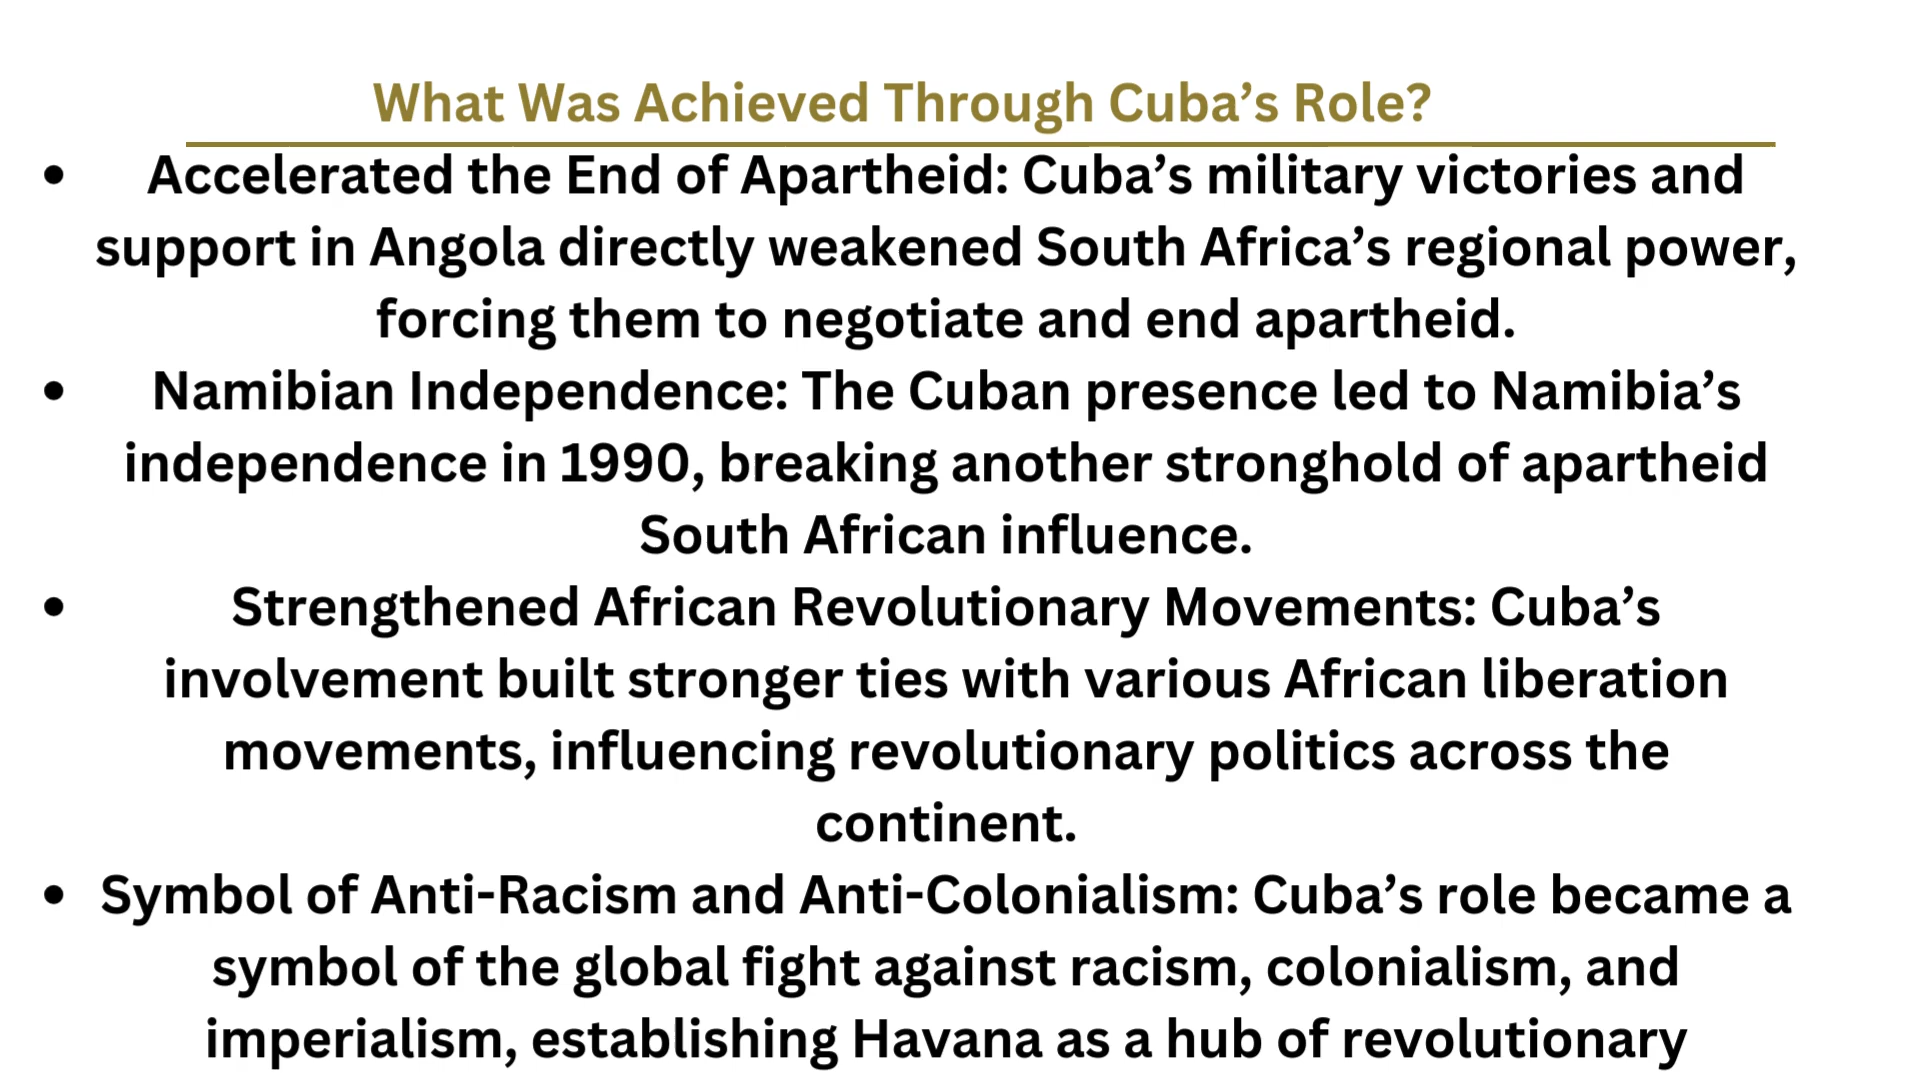 What Was Achieved Through Cuba’s Role?
• Accelerated the End of Apartheid: Cuba’s military victories and
support in Angola directly weakened South Africa’s regional power,
forcing them to negotiate and end apartheid.
• Namibian Independence: The Cuban presence led to Namibia’s
independence in 1990, breaking another stronghold of apartheid
South African influence.
• Strengthened African Revolutionary Movements: Cuba’s
involvement built stronger ties with various African liberation
movements, influencing revolutionary politics across the
continent.
• Symbol of Anti-Racism and Anti-Colonialism: Cuba’s role became a
symbol of the global fight against racism, colonialism, and
imperialism, establishing Havana as a hub of revolutionary